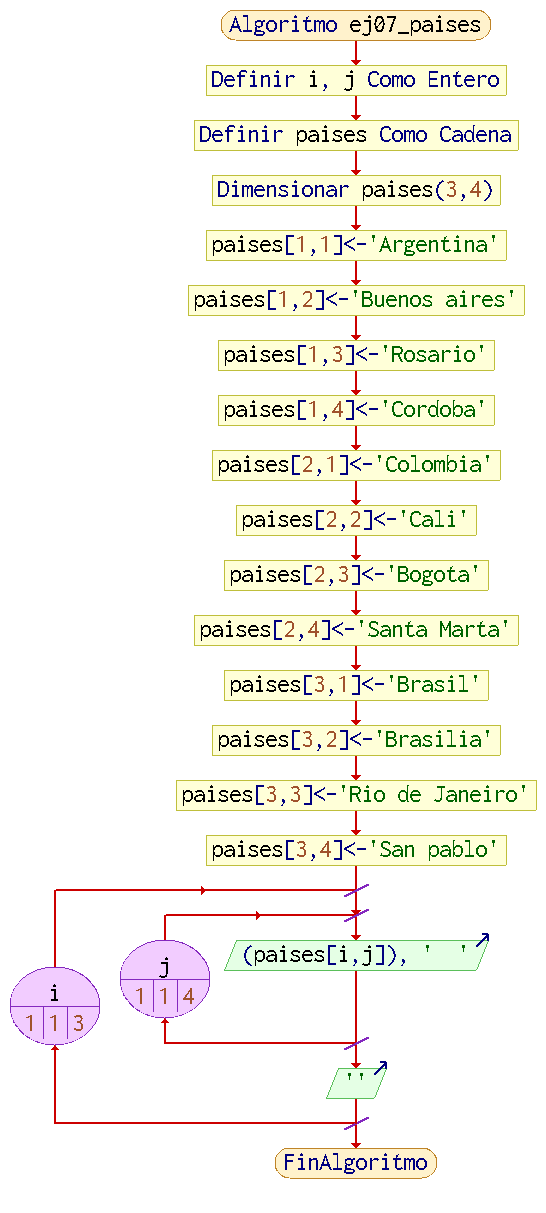 Algoritmo ej07_paises
Definir i, j Como Entero
Definir paises Como Cadena
Dimensionar paises(3,4)
paises[1,1]<-'Argentina'
paises[1,2]<-'Buenos aires'
paises[1,3]<-'Rosario'
paises[1,4]<-'Cordoba'
paises[2,1]<-'Colombia'
paises[2,2]<-'Cali'
paises[2,3]<-'Bogota'
paises[2,4]<-'Santa Marta'
paises[3,1]<-'Brasil'
paises[3,2]<-'Brasilia'
paises[3,3]<-'Rio de Janeiro'
paises[3,4]<-'San pablo'
i
1 1 3
j
1 1 4
(paises[i,j]), '  '
''
FinAlgoritmo